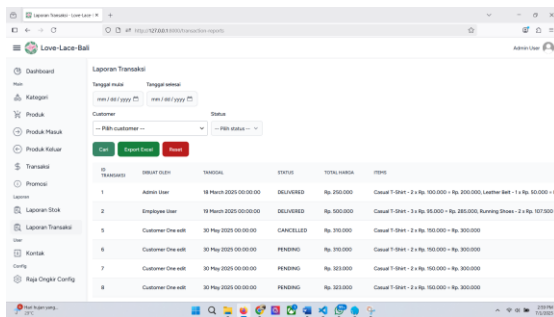 Laporan Transaksi - Love-Lace-B
http://127.0.0.1:8000/transaction-reports
Love-Lace-Bali
Admin User
Dashboard
Main
Kategori
Produk
Produk Masuk
Produk Keluar
Transaksi
Promosi
Laporan
Laporan Stok
Laporan Transaksi
User
Kontak
Config
Raja Ongkir Config
Laporan Transaksi
Tanggal mulai Tanggal selesai
mm / dd / yyyy mm / dd / yyyy
Customer Status
-- Pilih customer -- -- Pilih status --
Cari Export Excel Reset
ID TRANSAKSI DIBUAT OLEH TANGGAL STATUS TOTAL HARGA ITEMS
1 Admin User 18 March 2025 00:00:00 DELIVERED Rp. 250.000 Casual T-Shirt - 2 x Rp. 100.000 = Rp. 200.000, Leather Belt - 1 x Rp. 50.000 =
2 Employee User 19 March 2025 00:00:00 DELIVERED Rp. 500.000 Casual T-Shirt - 3 x Rp. 95.000 = Rp. 285.000, Running Shoes - 2 x Rp. 107.500
5 Customer One edit 30 May 2025 00:00:00 CANCELLED Rp. 310.000 Casual T-Shirt - 2 x Rp. 150.000 = Rp. 300.000
6 Customer One edit 30 May 2025 00:00:00 PENDING Rp. 310.000 Casual T-Shirt - 2 x Rp. 150.000 = Rp. 300.000
7 Customer One edit 30 May 2025 00:00:00 PENDING Rp. 323.000 Casual T-Shirt - 2 x Rp. 150.000 = Rp. 300.000
8 Customer One edit 30 May 2025 00:00:00 PENDING Rp. 323.000 Casual T-Shirt - 2 x Rp. 150.000 = Rp. 300.000
Hari hujan yang...